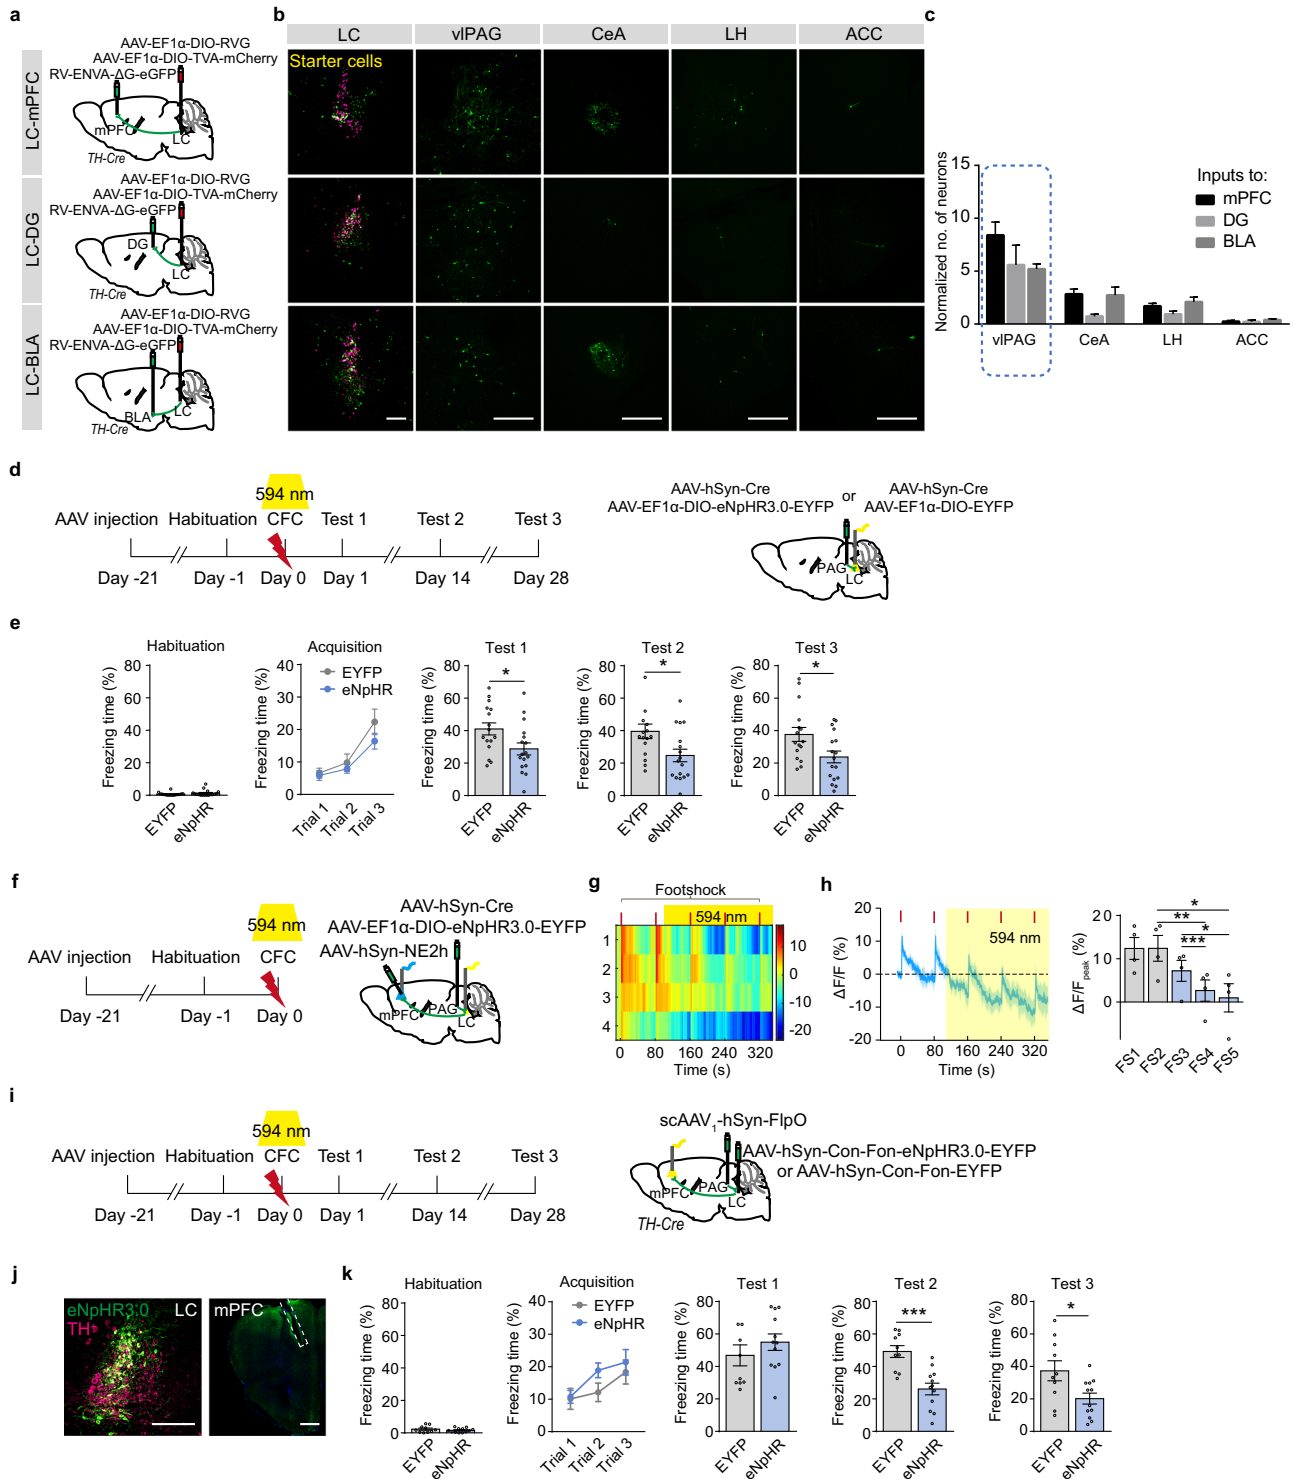 a
AAV-EF1α-DIO-RVG
AAV-EF1α-DIO-TVA-mCherry
RV-ENVA-ΔG-eGFP
LC-mPFC
mPFC
LC
TH-Cre
AAV-EF1α-DIO-RVG
AAV-EF1α-DIO-TVA-mCherry
RV-ENVA-ΔG-eGFP
LC-DG
DG
LC
TH-Cre
AAV-EF1α-DIO-RVG
AAV-EF1α-DIO-TVA-mCherry
RV-ENVA-ΔG-eGFP
LC-BLA
BLA
LC
TH-Cre
b
LC vlPAG CeA LH ACC
Starter cells
c
Normalized no. of neurons
15
10
5
0
Inputs to:
mPFC
DG
BLA
vlPAG CeA LH ACC
d
594 nm
AAV injection Habituation CFC Test 1 Test 2 Test 3
Day -21 Day -1 Day 0 Day 1 Day 14 Day 28
AAV-hSyn-Cre
AAV-EF1α-DIO-eNpHR3.0-EYFP
or
AAV-hSyn-Cre
AAV-EF1α-DIO-EYFP
PAG
LC
e
Habituation
Freezing time (%)
80
60
40
20
0
EYFP
eNpHR
Acquisition
Freezing time (%)
40
30
20
10
0
EYFP
eNpHR
Trial 1
Trial 2
Trial 3
Test 1
Freezing time (%)
80
60
40
20
0
*
EYFP
eNpHR
Test 2
Freezing time (%)
80
60
40
20
0
*
EYFP
eNpHR
Test 3
Freezing time (%)
80
60
40
20
0
*
EYFP
eNpHR
f
594 nm
AAV injection Habituation CFC
Day -21 Day -1 Day 0
AAV-hSyn-Cre
AAV-EF1α-DIO-eNpHR3.0-EYFP
AAV-hSyn-NE2h
mPFC
PAG
LC
g
Footshock
594 nm
1
2
3
4
0 80 160 240 320
Time (s)
10
0
-10
-20
h
ΔF/F (%)
20
10
0
-10
-20
594 nm
0 80 160 240 320
Time (s)
ΔF/Fpeak (%)
20
10
0
*
**
*
***
FS1
FS2
FS3
FS4
FS5
i
594 nm
AAV injection Habituation CFC Test 1 Test 2 Test 3
Day -21 Day -1 Day 0 Day 1 Day 14 Day 28
scAAV1-hSyn-FlpO
AAV-hSyn-Con-Fon-eNpHR3.0-EYFP
or AAV-hSyn-Con-Fon-EYFP
mPFC
PAG
LC
TH-Cre
j
eNpHR3.0
TH+
LC
mPFC
k
Habituation
Freezing time (%)
80
60
40
20
0
EYFP
eNpHR
Acquisition
Freezing time (%)
40
30
20
10
0
EYFP
eNpHR
Trial 1
Trial 2
Trial 3
Test 1
Freezing time (%)
80
60
40
20
0
EYFP
eNpHR
Test 2
Freezing time (%)
80
60
40
20
0
***
EYFP
eNpHR
Test 3
Freezing time (%)
80
60
40
20
0
*
EYFP
eNpHR